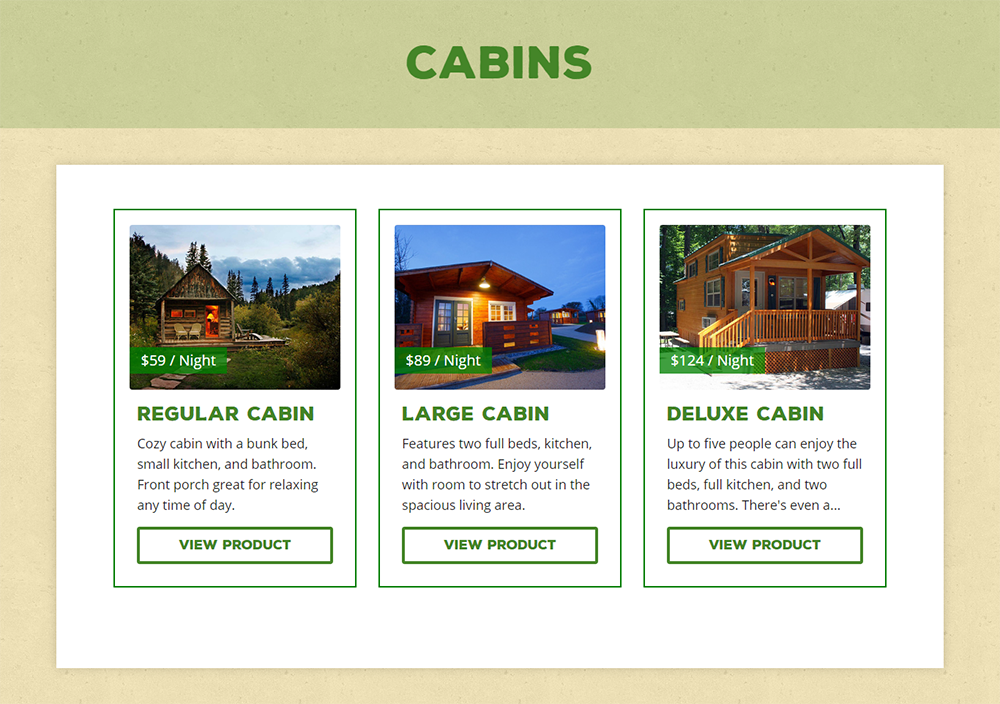 CABINS
$59 / Night
REGULAR CABIN
Cozy cabin with a bunk bed,
small kitchen, and bathroom.
Front porch great for relaxing
any time of day.
VIEW PRODUCT
$89 / Night
LARGE CABIN
Features two full beds, kitchen,
and bathroom. Enjoy yourself
with room to stretch out in the
spacious living area.
VIEW PRODUCT
$124 / Night
DELUXE CABIN
Up to five people can enjoy the
luxury of this cabin with two full
beds, full kitchen, and two
bathrooms. There's even a...
VIEW PRODUCT